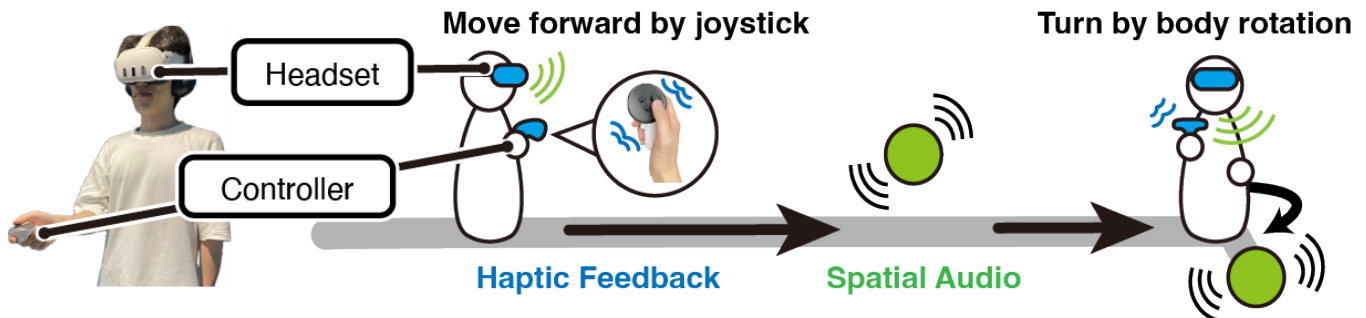 Move forward by joystick
Turn by body rotation
Headset
Controller
Haptic Feedback
Spatial Audio